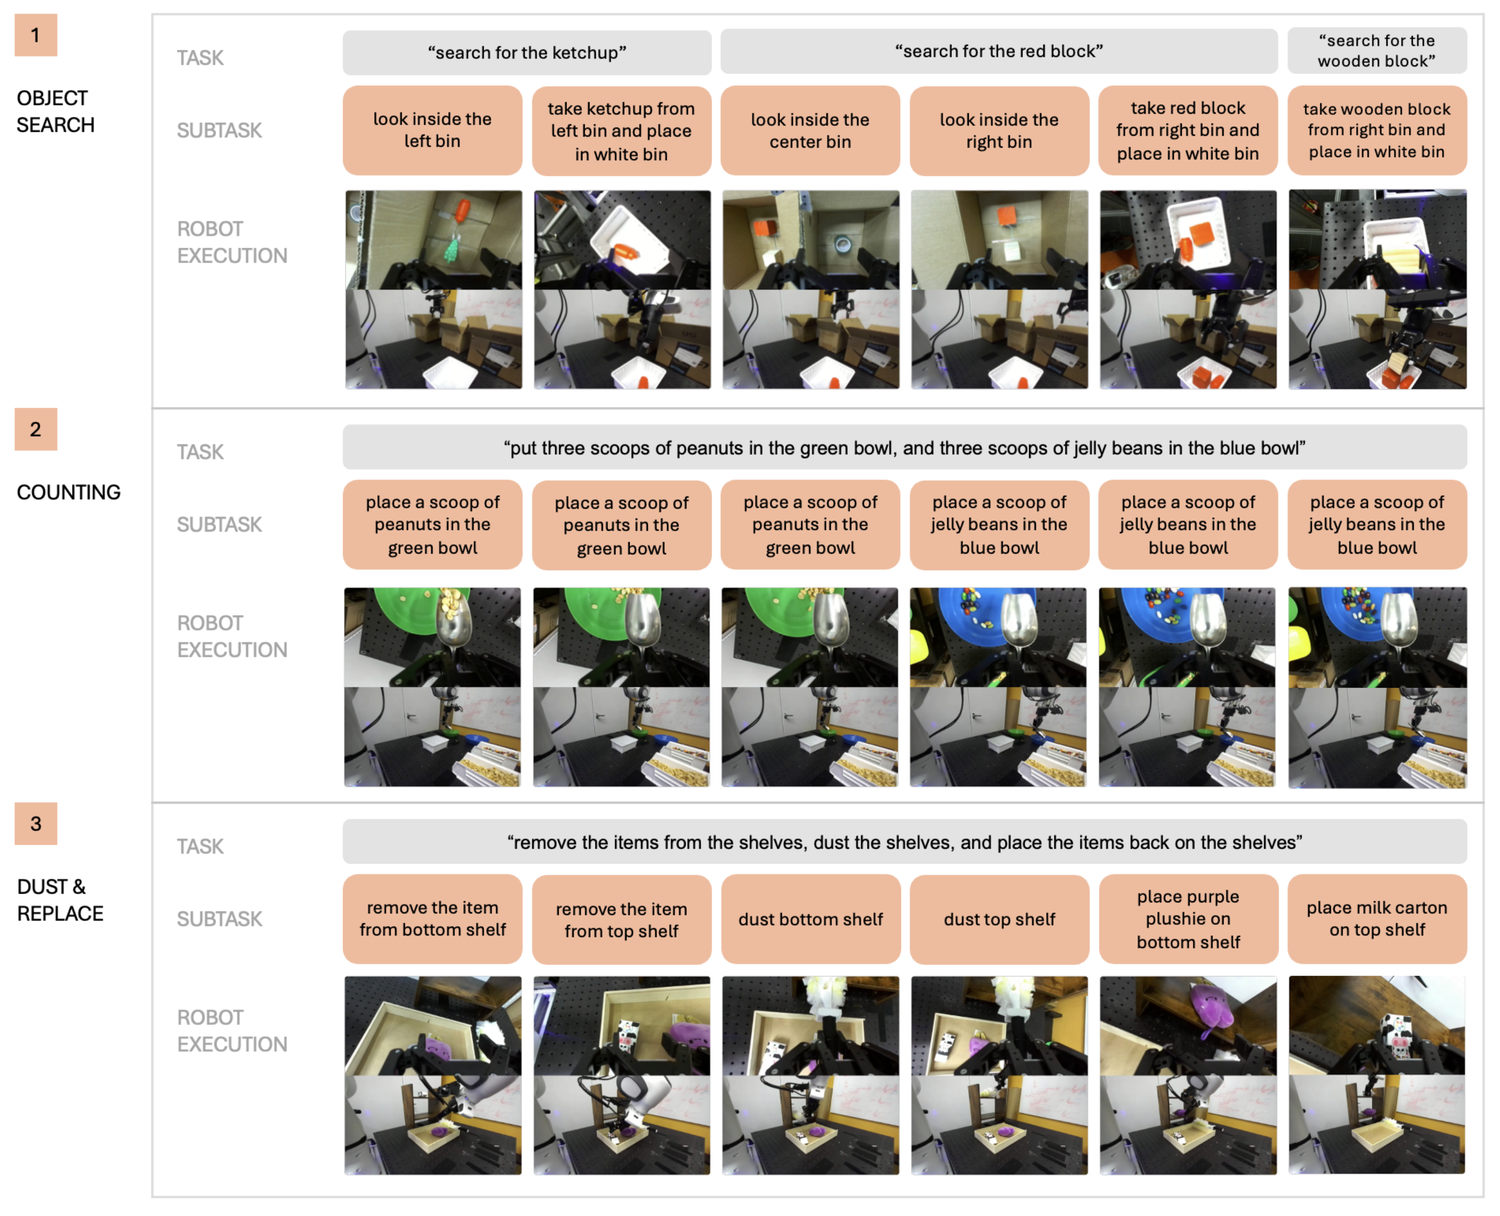 1
OBJECT
SEARCH
TASK
“search for the ketchup”
“search for the red block”
“search for the
wooden block”
SUBTASK
look inside the
left bin
take ketchup from
left bin and place
in white bin
look inside the
center bin
look inside the
right bin
take red block
from right bin and
place in white bin
take wooden block
from right bin and
place in white bin
ROBOT
EXECUTION
2
COUNTING
TASK
“put three scoops of peanuts in the green bowl, and three scoops of jelly beans in the blue bowl”
SUBTASK
place a scoop of
peanuts in the
green bowl
place a scoop of
peanuts in the
green bowl
place a scoop of
peanuts in the
green bowl
place a scoop of
jelly beans in the
blue bowl
place a scoop of
jelly beans in the
blue bowl
place a scoop of
jelly beans in the
blue bowl
ROBOT
EXECUTION
3
DUST &
REPLACE
TASK
“remove the items from the shelves, dust the shelves, and place the items back on the shelves”
SUBTASK
remove the item
from bottom shelf
remove the item
from top shelf
dust bottom shelf
dust top shelf
place purple
plushie on
bottom shelf
place milk carton
on top shelf
ROBOT
EXECUTION